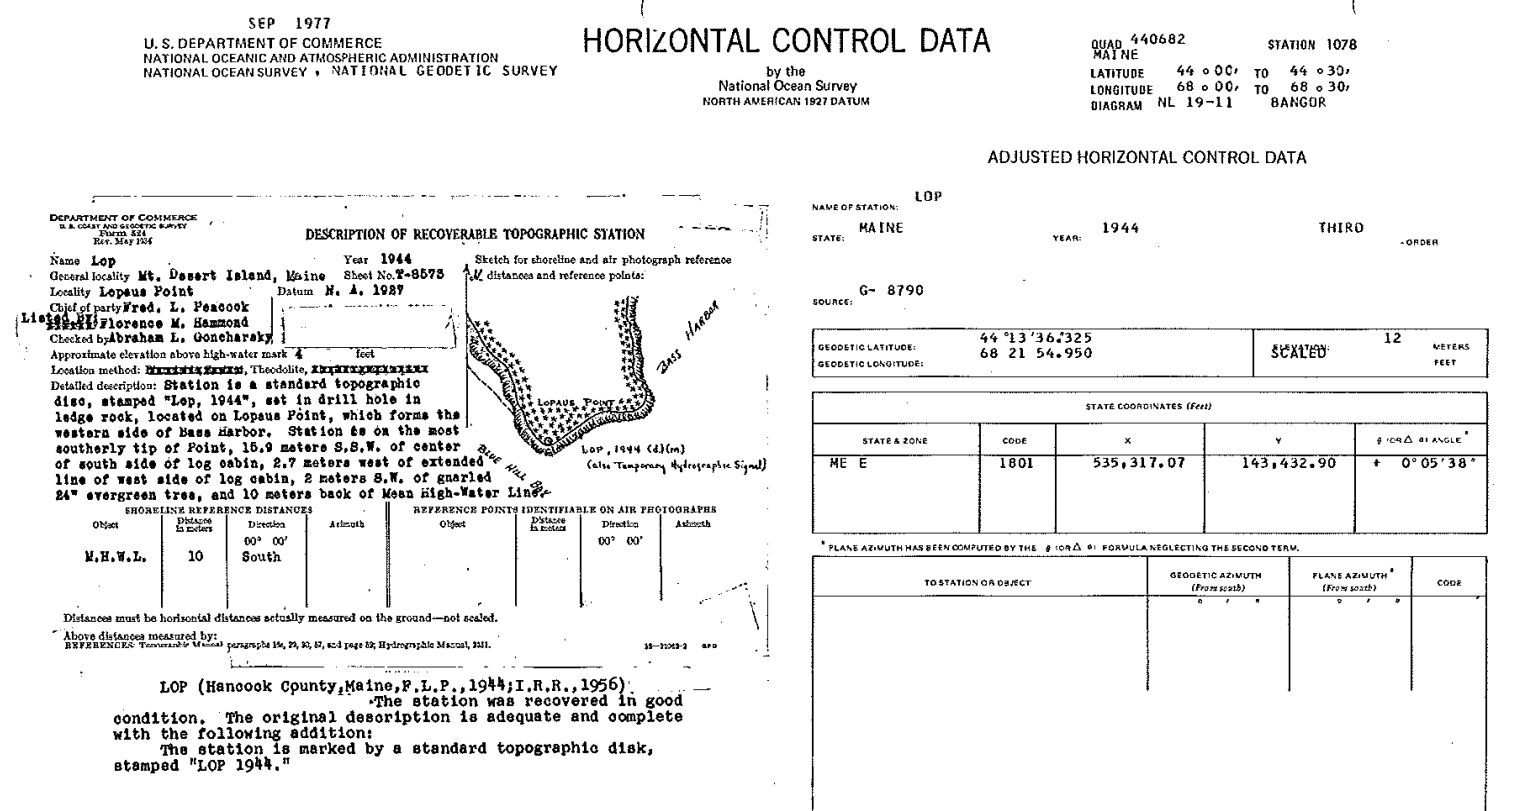 SEP 1977
U. S. DEPARTMENT OF COMMERCE
NATIONAL OCEANIC AND ATMOSPHERIC ADMINISTRATION
NATIONAL OCEAN SURVEY , NATIONAL GEODETIC SURVEY
HORIZONTAL CONTROL DATA
by the
National Ocean Survey
NORTH AMERICAN 1927 DATUM
QUAD 440682 STATION 1078
MAINE
LATITUDE 44 o 00' TO 44 o 30'
LONGITUDE 68 o 00' TO 68 o 30'
DIAGRAM NL 19-11 BANGOR
DEPARTMENT OF COMMERCE
U. S. COAST AND GEODETIC SURVEY
Form 524
Rev. May 1936
DESCRIPTION OF RECOVERABLE TOPOGRAPHIC STATION
Name Lop Year 1944 Sketch for shoreline and air photograph reference
General locality Mt. Desert Island, Maine Sheet No. T-8573 N distances and reference points:
Locality Lopaus Point Datum N. A. 1927
Chief of party Fred. L. Peacock
Listed by: Florence M. Hammond
Checked by Abraham L. Goncharsky
Approximate elevation above high-water mark 4 feet
Location method: Theodolite,
Detailed description: Station is a standard topographic
disc, stamped "Lop, 1944", set in drill hole in
ledge rock, located on Lopaus Point, which forms the
western side of Bass Harbor. Station is on the most
southerly tip of Point, 15.9 meters S.S.W. of center
of south side of log cabin, 2.7 meters west of extended
line of west side of log cabin, 2 meters S.W. of gnarled
24" evergreen tree, and 10 meters back of Mean High-Water Line.
BASS HARBOR
LOPAUS POINT
LOP, 1944 (d)(m)
(also Temporary Hydrographic Signal)
BLUE HILL BAY
SHORELINE REFERENCE DISTANCES REFERENCE POINTS IDENTIFIABLE ON AIR PHOTOGRAPHS
Object Distance in meters Direction Azimuth Object Distance in meters Direction Azimuth
00° 00' 00° 00'
M.H.W.L. 10 South
Distances must be horizontal distances actually measured on the ground—not scaled.
Above distances measured by:
REFERENCES: Topographic Manual paragraphs 14c, 29, 30, 57, and page 52; Hydrographic Manual, 1931.
LOP (Hancock County,Maine,F.L.P.,1944;I.R.R.,1956)
The station was recovered in good
condition. The original description is adequate and complete
with the following addition:
The station is marked by a standard topographic disk,
stamped "LOP 1944."
ADJUSTED HORIZONTAL CONTROL DATA
NAME OF STATION: LOP
STATE: MAINE YEAR: 1944 THIRD - ORDER
SOURCE: G- 8790
GEODETIC LATITUDE: 44 °13'36".325 ELEVATION: SCALED 12 METERS
GEODETIC LONGITUDE: 68 21 54.950 FEET
STATE COORDINATES (Feet)
STATE & ZONE CODE X Y θ (OR Δ α) ANGLE *
ME E 1801 535,317.07 143,432.90 + 0°05'38"
* PLANE AZIMUTH HAS BEEN COMPUTED BY THE θ (OR Δ α) FORMULA NEGLECTING THE SECOND TERM.
TO STATION OR OBJECT GEODETIC AZIMUTH (From south) PLANE AZIMUTH * (From south) CODE
° ' " ° ' "